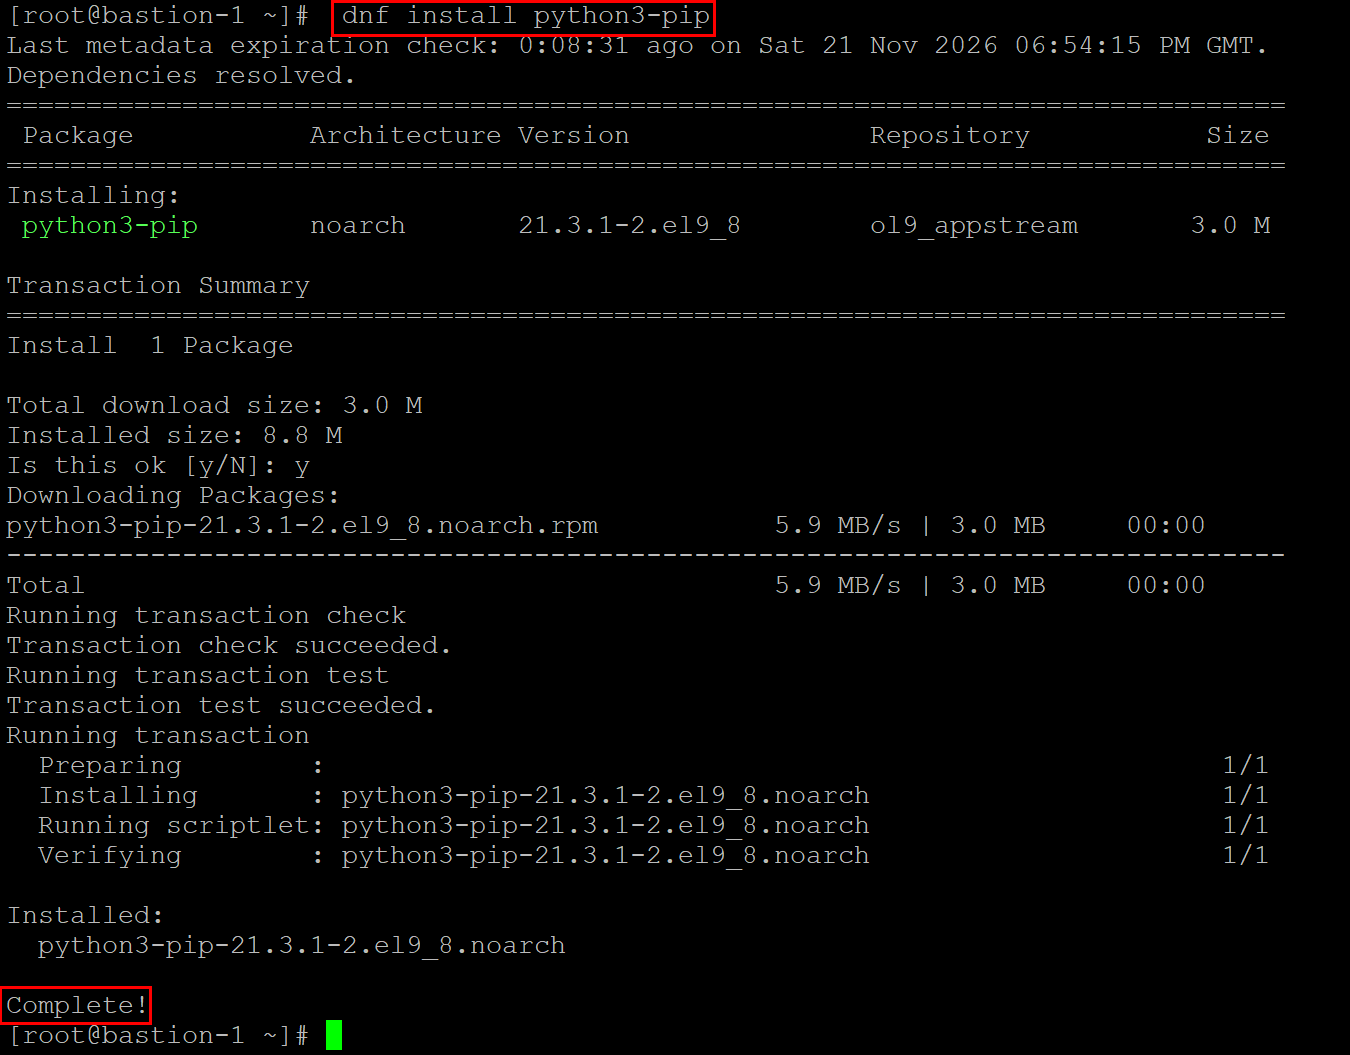 [root@bastion-1 ~]#  dnf install python3-pip
Last metadata expiration check: 0:08:31 ago on Sat 21 Nov 2026 06:54:15 PM GMT.
Dependencies resolved.
================================================================================
 Package           Architecture Version               Repository           Size
================================================================================
Installing:
 python3-pip       noarch       21.3.1-2.el9_8        ol9_appstream       3.0 M

Transaction Summary
================================================================================
Install  1 Package

Total download size: 3.0 M
Installed size: 8.8 M
Is this ok [y/N]: y
Downloading Packages:
python3-pip-21.3.1-2.el9_8.noarch.rpm           5.9 MB/s | 3.0 MB     00:00
--------------------------------------------------------------------------------
Total                                           5.9 MB/s | 3.0 MB     00:00
Running transaction check
Transaction check succeeded.
Running transaction test
Transaction test succeeded.
Running transaction
  Preparing        :                                                        1/1
  Installing       : python3-pip-21.3.1-2.el9_8.noarch                      1/1
  Running scriptlet: python3-pip-21.3.1-2.el9_8.noarch                      1/1
  Verifying        : python3-pip-21.3.1-2.el9_8.noarch                      1/1

Installed:
  python3-pip-21.3.1-2.el9_8.noarch

Complete!
[root@bastion-1 ~]#